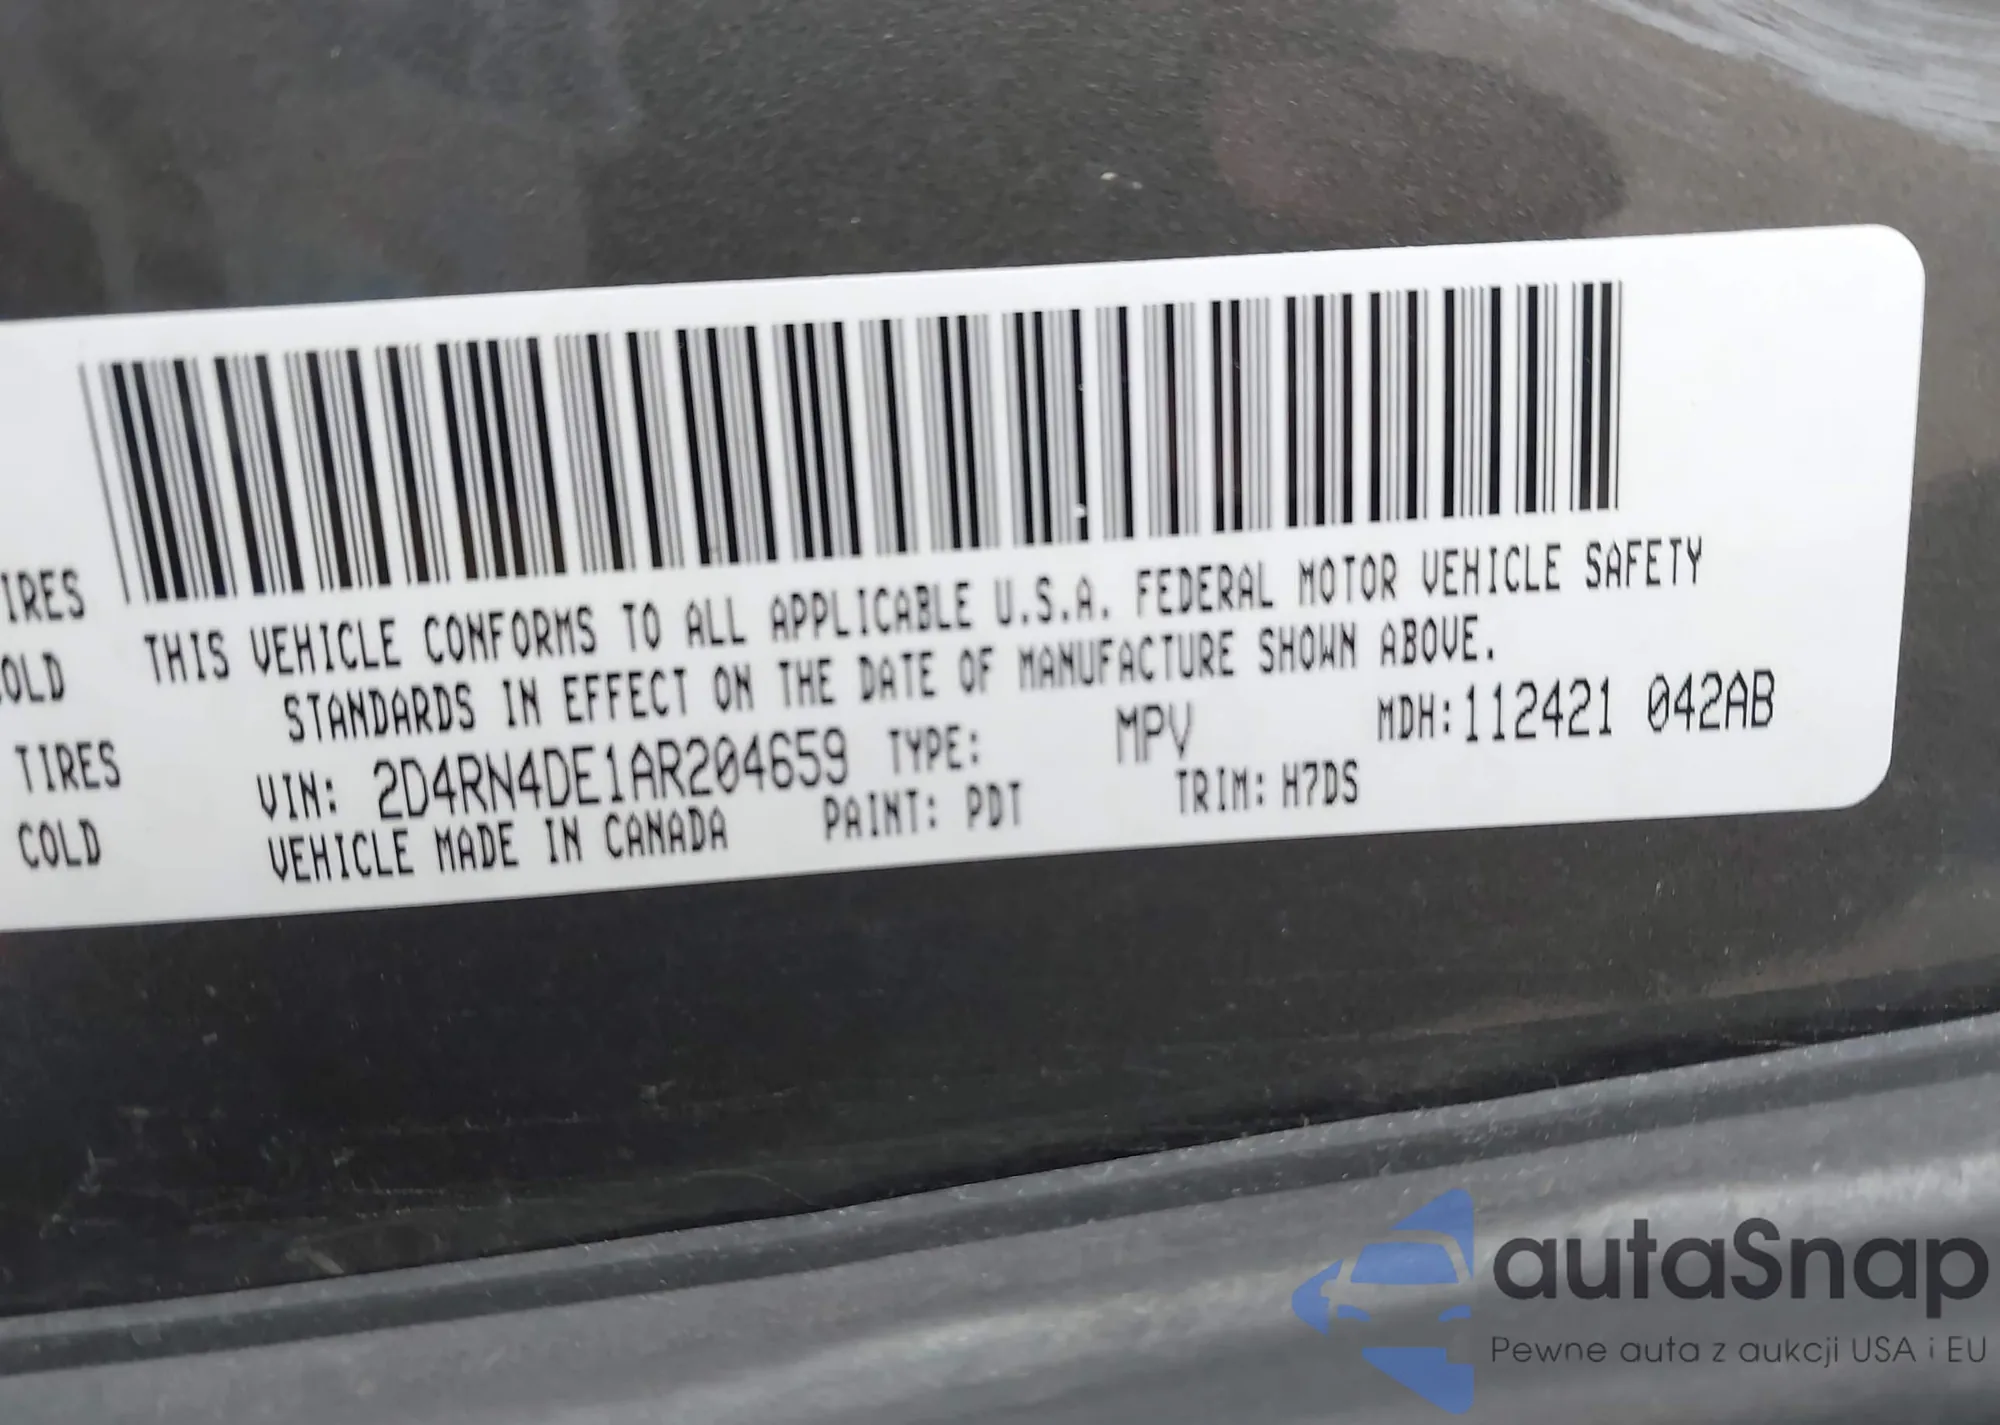 IRES
OLD
TIRES
COLD
THIS VEHICLE CONFORMS TO ALL APPLICABLE U.S.A. FEDERAL MOTOR VEHICLE SAFETY
STANDARDS IN EFFECT ON THE DATE OF MANUFACTURE SHOWN ABOVE.
VIN: 2D4RN4DE1AR204659 TYPE: MPV MDH:112421 042AB
VEHICLE MADE IN CANADA PAINT: PDT TRIM: H7DS
autaSnap
Pewne auta z aukcji USA i EU